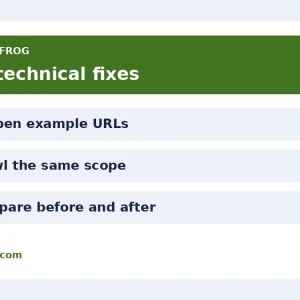 FROG
technical fixes
pen example URLs
vl the same scope
pare before and after
com